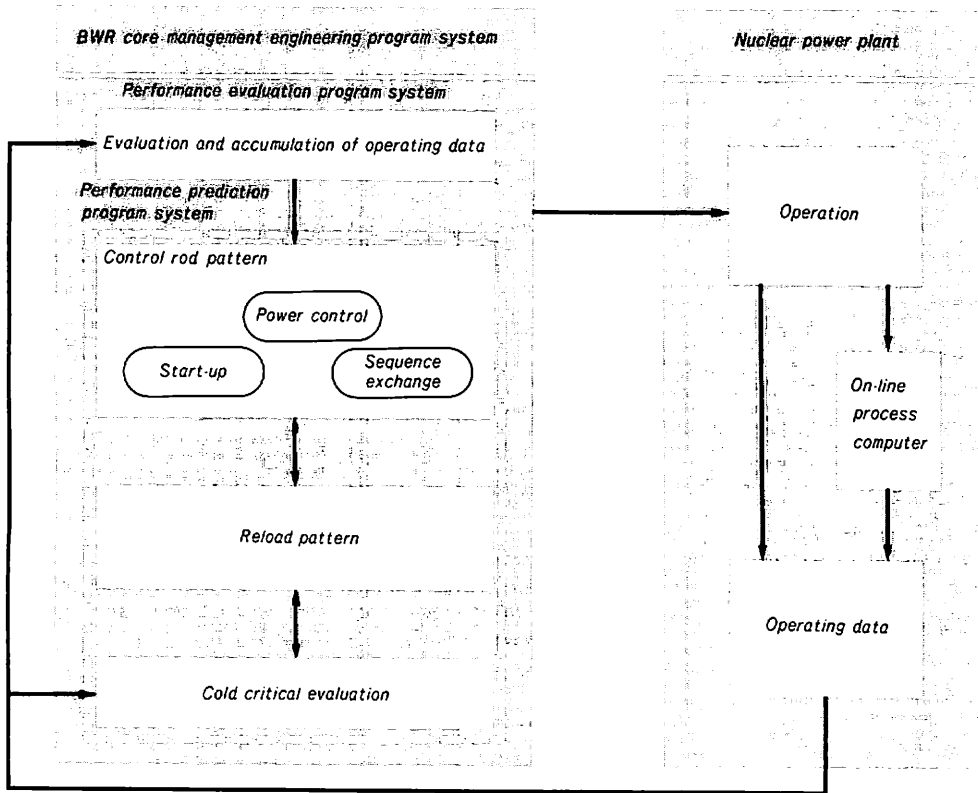 BWR core management engineering program system
Performance evaluation program system
Evaluation and accumulation of operating data
Performance prediction
program system
Control rod pattern
Power control
Start-up
Sequence
exchange
Reload pattern
Cold critical evaluation
Nuclear power plant
Operation
On-line
process
computer
Operating data